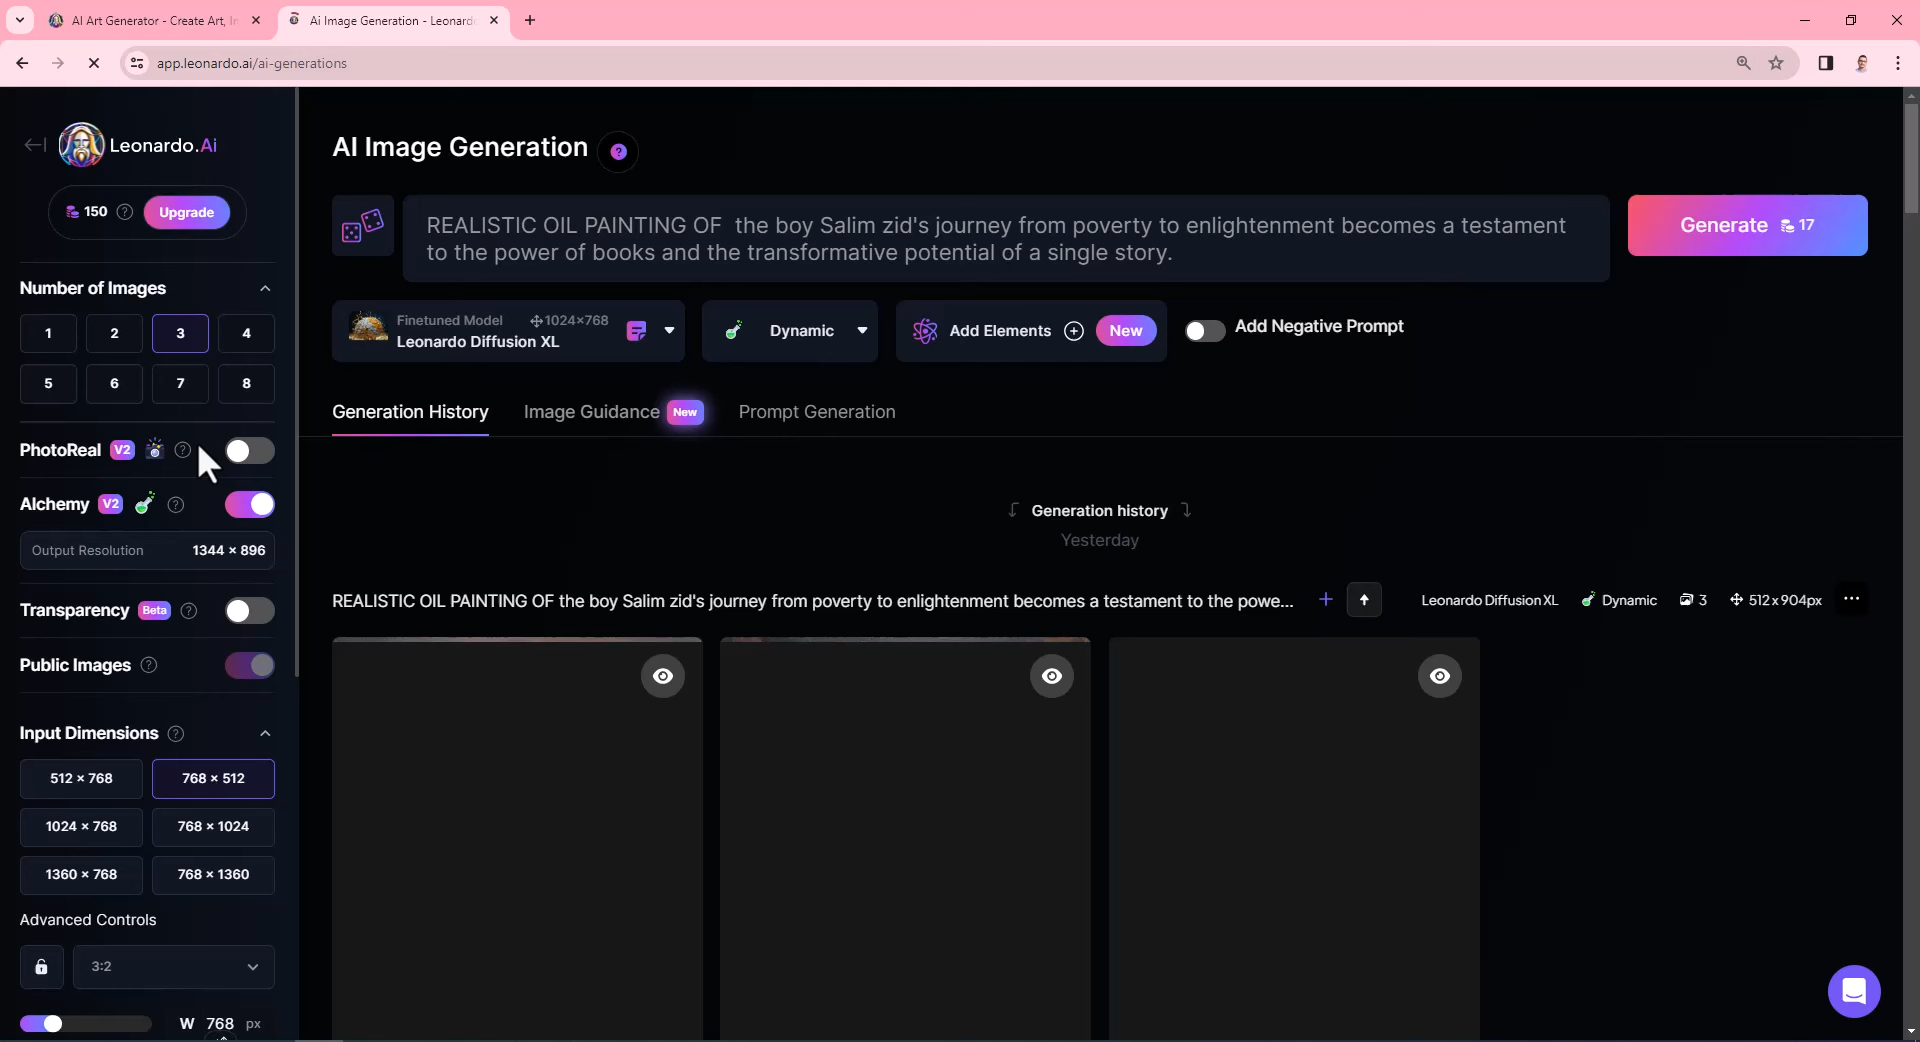 AI Art Generator - Create Art, In
Ai Image Generation - Leonardo
app.leonardo.ai/ai-generations
Leonardo.Ai
150
Upgrade
Number of Images
1 2 3 4
5 6 7 8
PhotoReal V2
Alchemy V2
Output Resolution 1344 × 896
Transparency Beta
Public Images
Input Dimensions
512 × 768 768 × 512
1024 × 768 768 × 1024
1360 × 768 768 × 1360
Advanced Controls
3:2
W 768 px
AI Image Generation
REALISTIC OIL PAINTING OF the boy Salim zid's journey from poverty to enlightenment becomes a testament
to the power of books and the transformative potential of a single story.
Generate 17
Finetuned Model 1024×768
Leonardo Diffusion XL
Dynamic
Add Elements New
Add Negative Prompt
Generation History Image Guidance New Prompt Generation
Generation history
Yesterday
REALISTIC OIL PAINTING OF the boy Salim zid's journey from poverty to enlightenment becomes a testament to the powe... Leonardo Diffusion XL Dynamic 3 512 x 904px